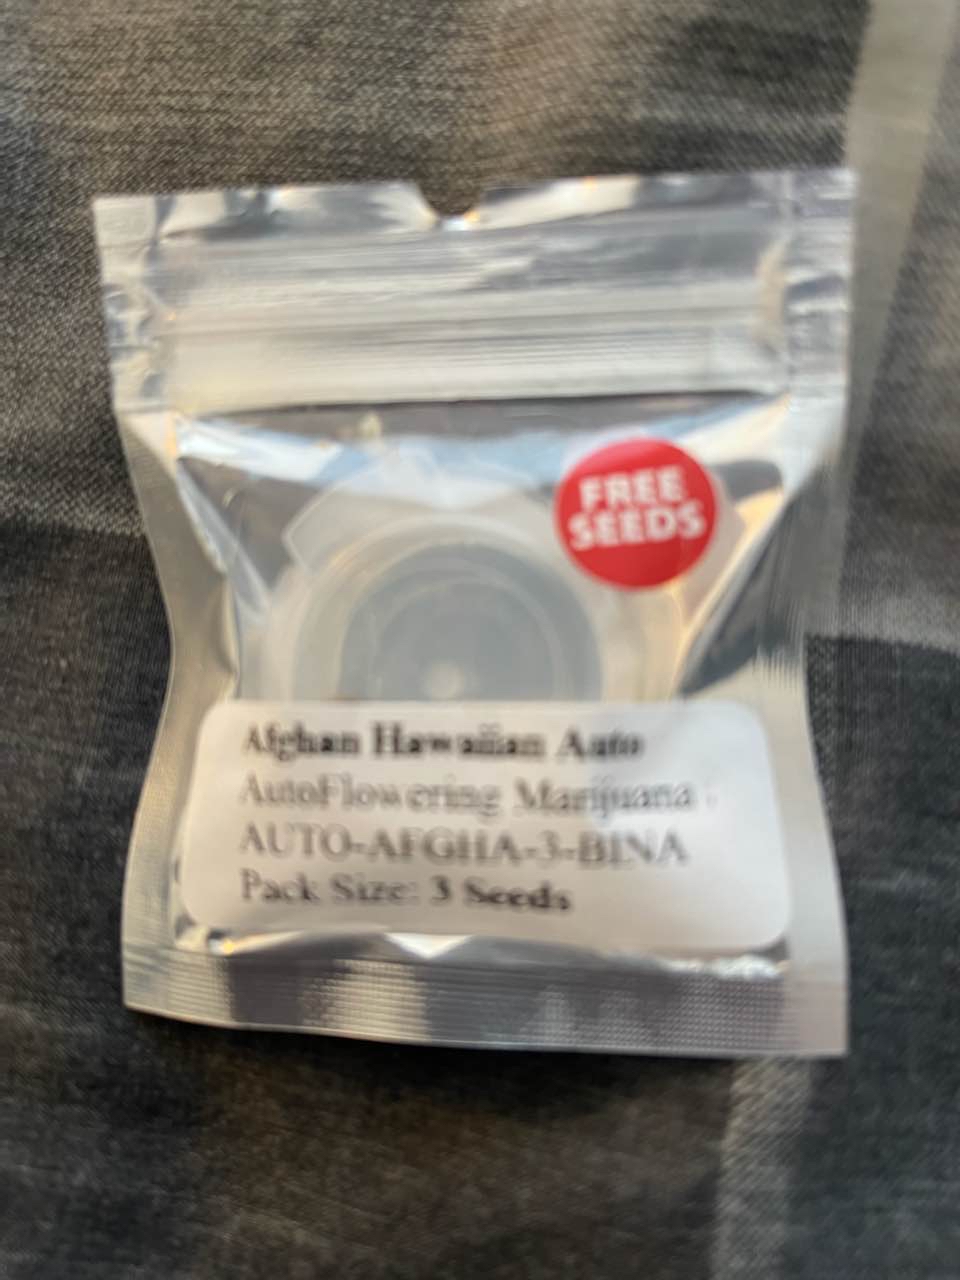 FREE
SEEDS
Afghan Hawaiian Auto
AutoFlowering Marijuana
AUTO-AFGHA-3-BINA
Pack Size: 3 Seeds